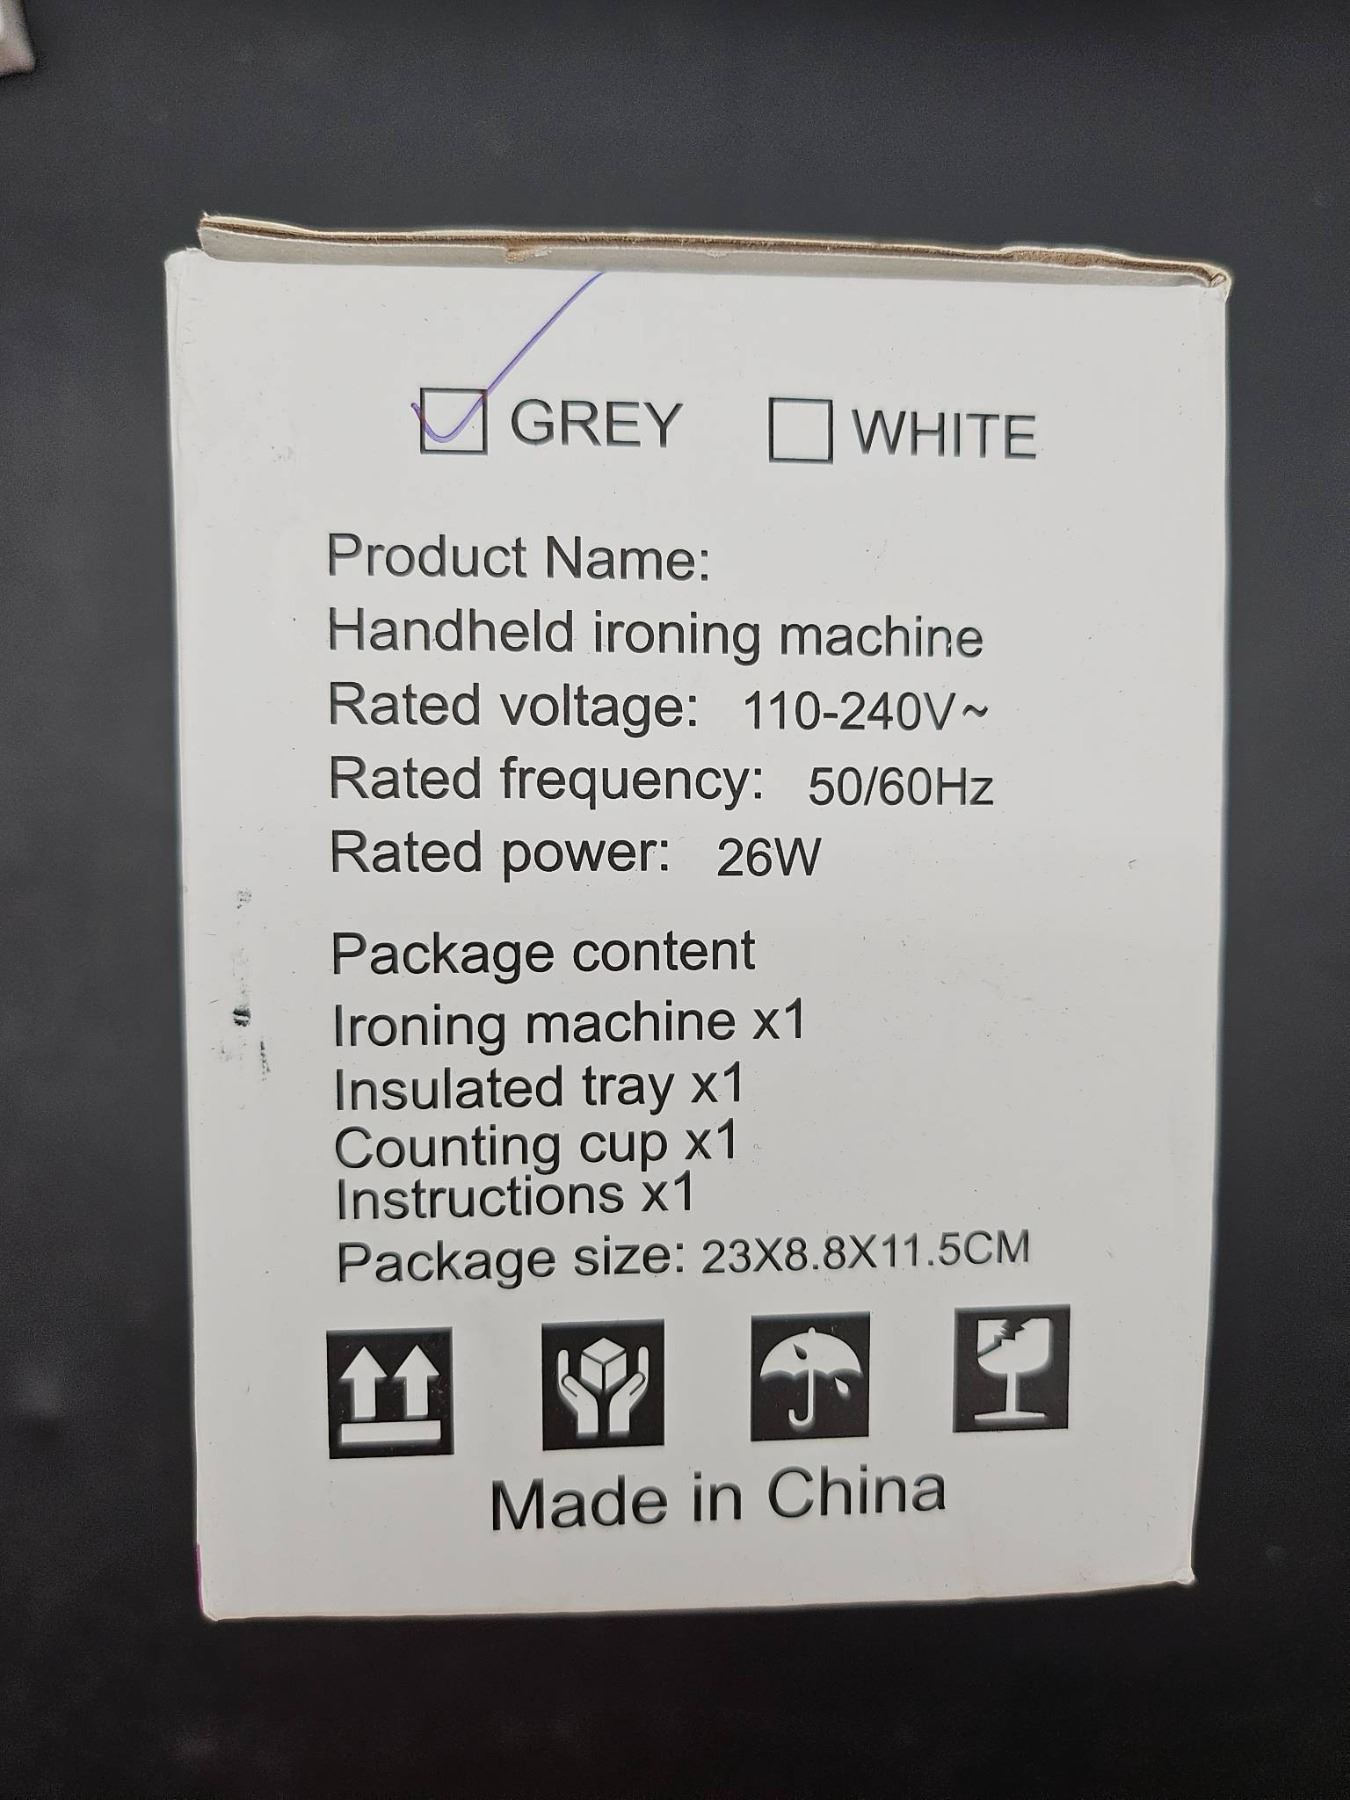 GREY WHITE
Product Name:
Handheld ironing machine
Rated voltage: 110-240V~
Rated frequency: 50/60Hz
Rated power: 26W
Package content
Ironing machine x1
Insulated tray x1
Counting cup x1
Instructions x1
Package size: 23X8.8X11.5CM
Made in China